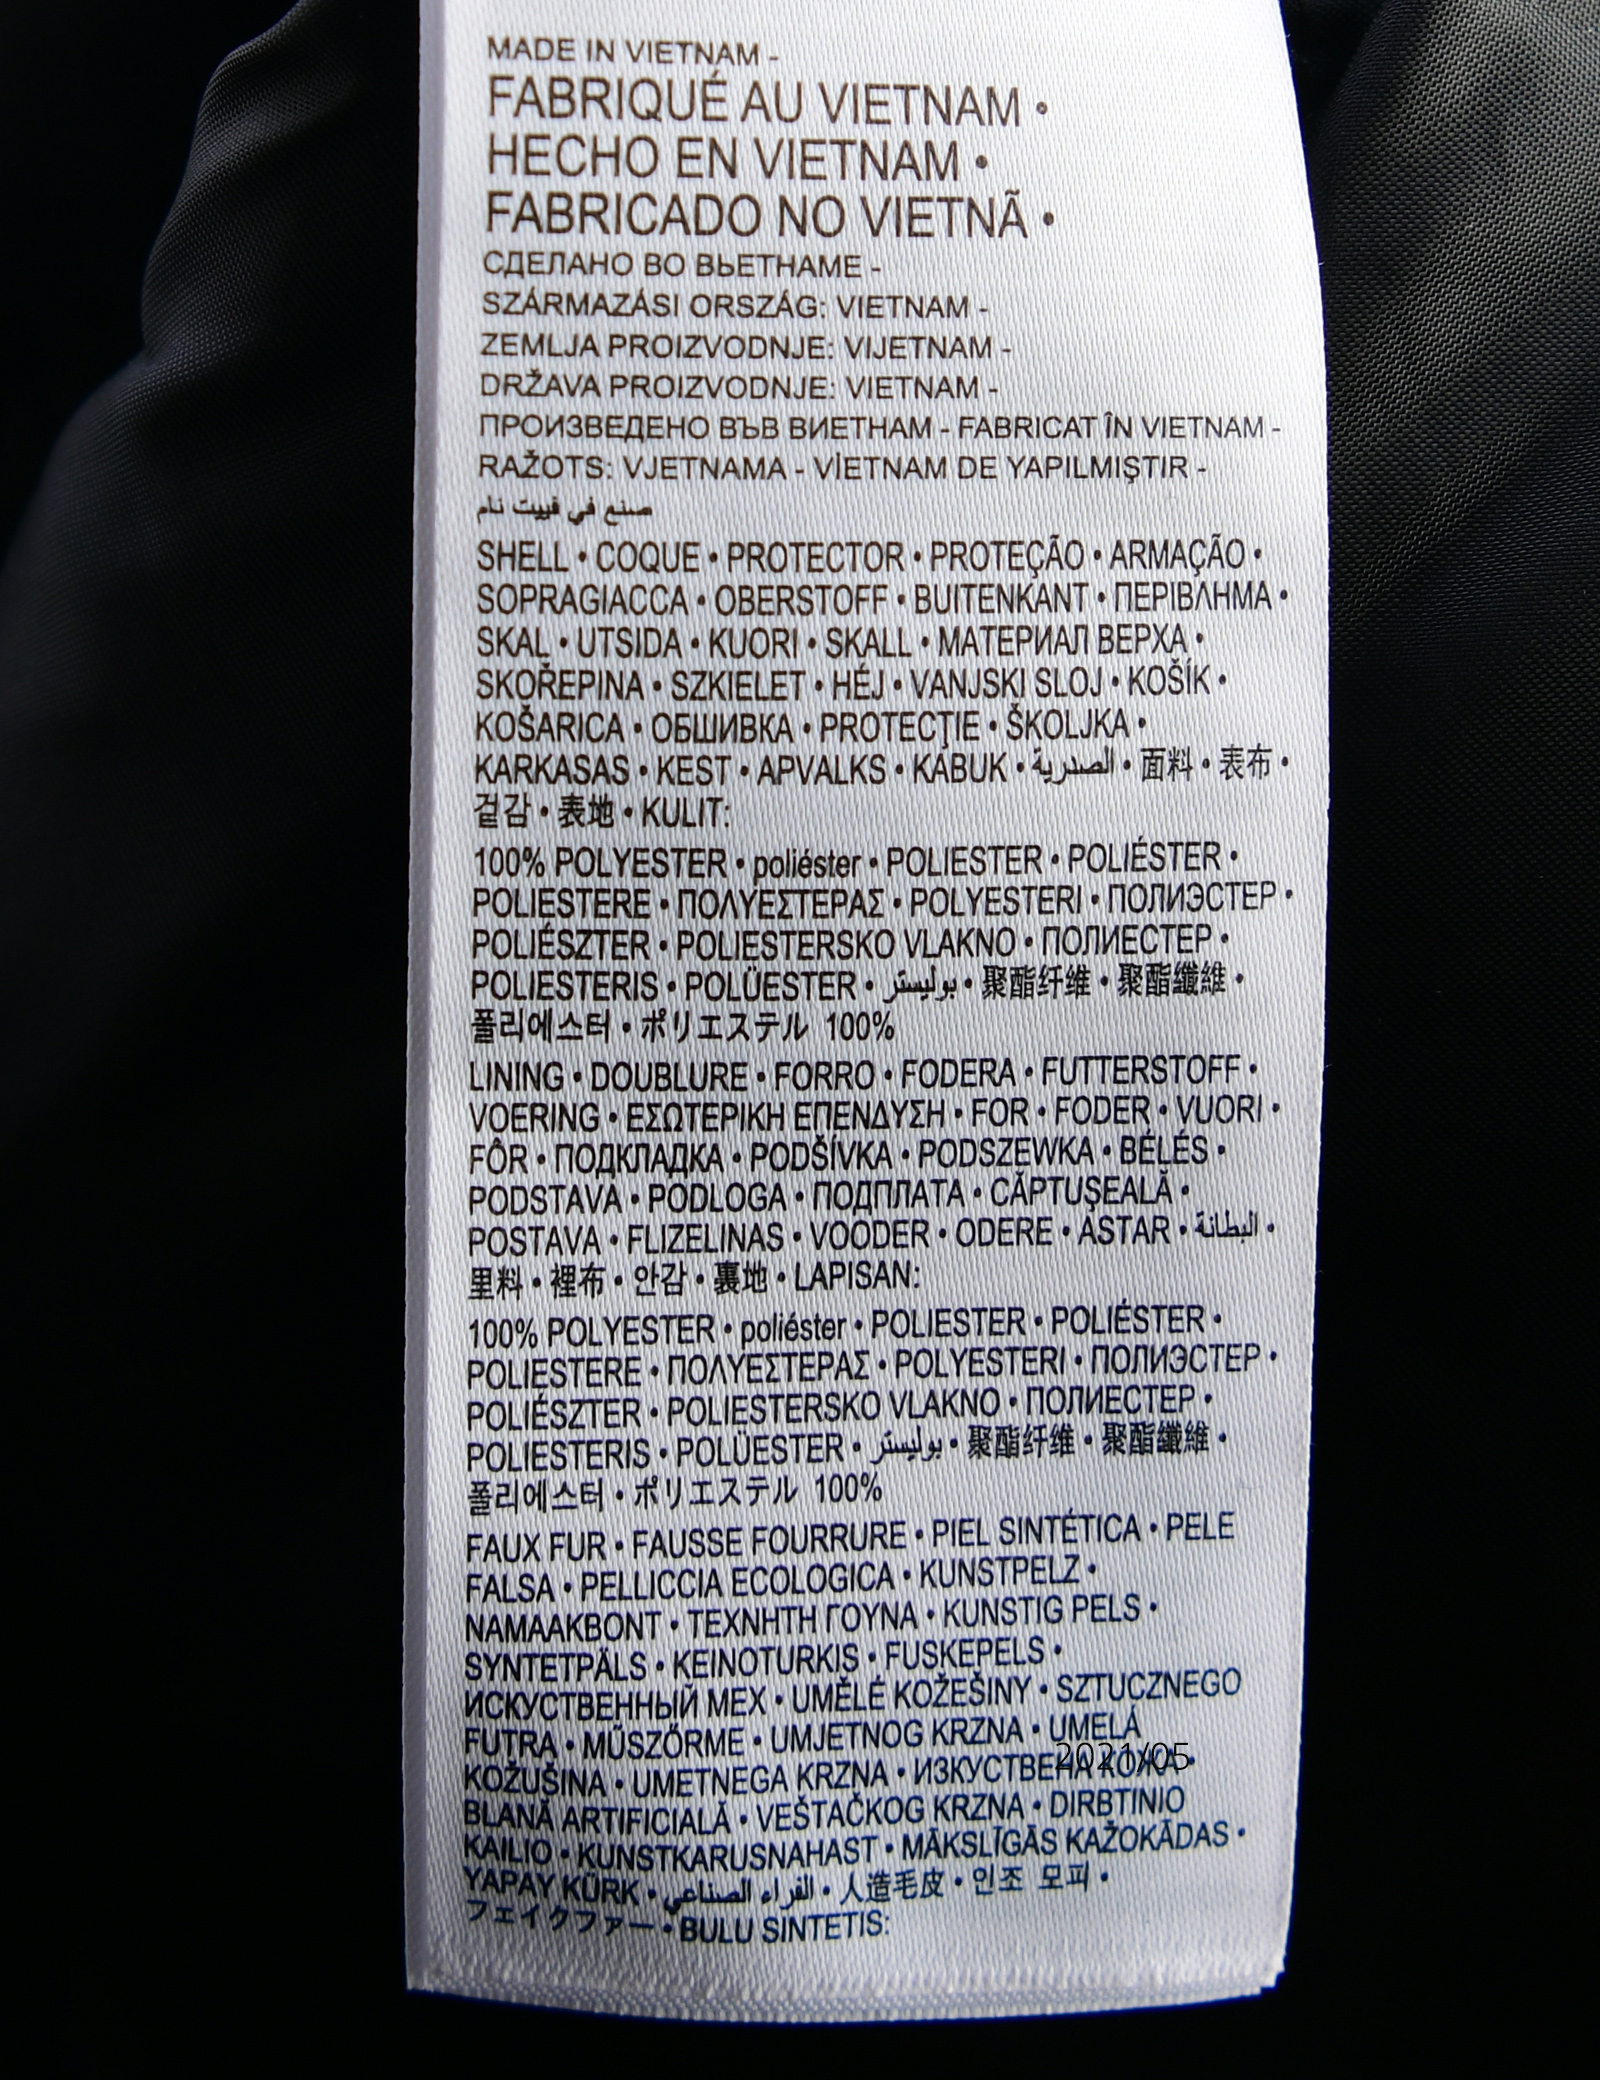 MADE IN VIETNAM -
FABRIQUÉ AU VIETNAM •
HECHO EN VIETNAM •
FABRICADO NO VIETNÃ •
СДЕЛАНО ВО ВЬЕТНАМЕ -
SZÁRMAZÁSI ORSZÁG: VIETNAM -
ZEMLJA PROIZVODNJE: VIJETNAM -
DRŽAVA PROIZVODNJE: VIETNAM -
ПРОИЗВЕДЕНО ВЪВ ВИЕТНАМ - FABRICAT ÎN VIETNAM -
RAŽOTS: VJETNAMA - VİETNAM DE YAPILMIŞTIR -
صنع في فييت نام
SHELL • COQUE • PROTECTOR • PROTEÇÃO • ARMAÇÃO •
SOPRAGIACCA • OBERSTOFF • BUITENKANT • ΠΕΡΙΒΛΗΜΑ •
SKAL • UTSIDA • KUORI • SKALL • МАТЕРИАЛ ВЕРХА •
SKOŘEPINA • SZKIELET • HÉJ • VANJSKI SLOJ • KOŠÍK •
KOŠARICA • ОБШИВКА • PROTECŢIE • ŠKOLJKA •
KARKASAS • KEST • APVALKS • KABUK • الصدرية • 面料 • 表布 •
겉감 • 表地 • KULIT:
100% POLYESTER • poliéster • POLIESTER • POLIÉSTER •
POLIESTERE • ΠΟΛΥΕΣΤΕΡΑΣ • POLYESTERI • ПОЛИЭСТЕР •
POLIÉSZTER • POLIESTERSKO VLAKNO • ПОЛИЕСТЕР •
POLIESTERIS • POLÜESTER • بوليستر • 聚酯纤维 • 聚酯纖維 •
폴리에스터 • ポリエステル 100%
LINING • DOUBLURE • FORRO • FODERA • FUTTERSTOFF •
VOERING • ΕΣΩΤΕΡΙΚΗ ΕΠΕΝΔΥΣΗ • FOR • FODER • VUORI •
FÔR • ПОДКЛАДКА • PODŠÍVKA • PODSZEWKA • BÉLÉS •
PODSTAVA • PODLOGA • ПОДПЛАТА • CĂPTUŞEALĂ •
POSTAVA • FLIZELINAS • VOODER • ODERE • ASTAR • البطانة •
里料 • 裡布 • 안감 • 裏地 • LAPISAN:
100% POLYESTER • poliéster • POLIESTER • POLIÉSTER •
POLIESTERE • ΠΟΛΥΕΣΤΕΡΑΣ • POLYESTERI • ПОЛИЭСТЕР •
POLIÉSZTER • POLIESTERSKO VLAKNO • ПОЛИЕСТЕР •
POLIESTERIS • POLÜESTER • بوليستر • 聚酯纤维 • 聚酯纖維 •
폴리에스터 • ポリエステル 100%
FAUX FUR • FAUSSE FOURRURE • PIEL SINTÉTICA • PELE
FALSA • PELLICCIA ECOLOGICA • KUNSTPELZ •
NAMAAKBONT • ΤΕΧΝΗΤΗ ΓΟΥΝΑ • KUNSTIG PELS •
SYNTETPÄLS • KEINOTURKIS • FUSKEPELS •
ИСКУСТВЕННЫЙ МЕХ • UMĚLÉ KOŽEŠINY • SZTUCZNEGO
FUTRA • MŰSZŐRME • UMJETNOG KRZNA • UMELÁ
KOŽUŠINA • UMETNEGA KRZNA • ИЗКУСТВЕНА КОЖА •
2021/05
BLANĂ ARTIFICIALĂ • VEŠTAČKOG KRZNA • DIRBTINIO
KAILIO • KUNSTKARUSNAHAST • MĀKSLĪGĀS KAŽOKĀDAS •
YAPAY KÜRK • الفراء الصناعي • 人造毛皮 • 인조 모피 •
フェイクファー • BULU SINTETIS: